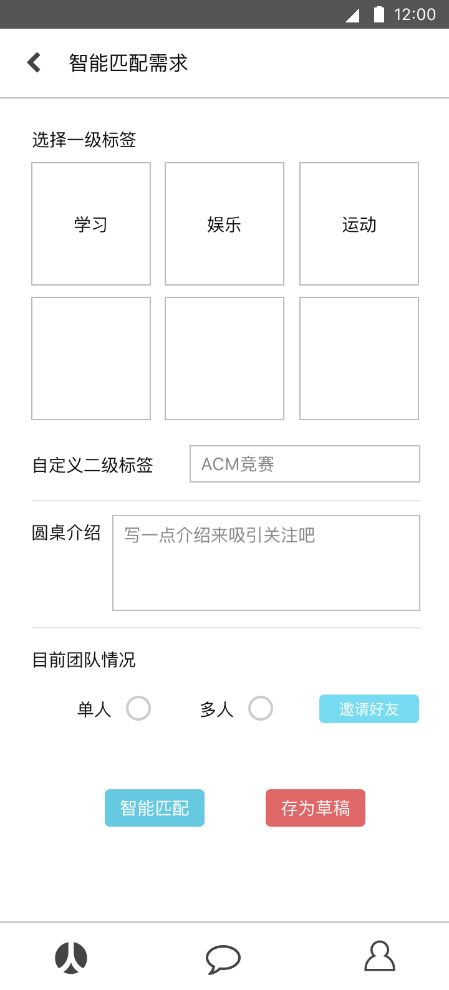 12:00
智能匹配需求
选择一级标签
学习 娱乐 运动
自定义二级标签 ACM竞赛
圆桌介绍 写一点介绍来吸引关注吧
目前团队情况
单人 多人 邀请好友
智能匹配 存为草稿